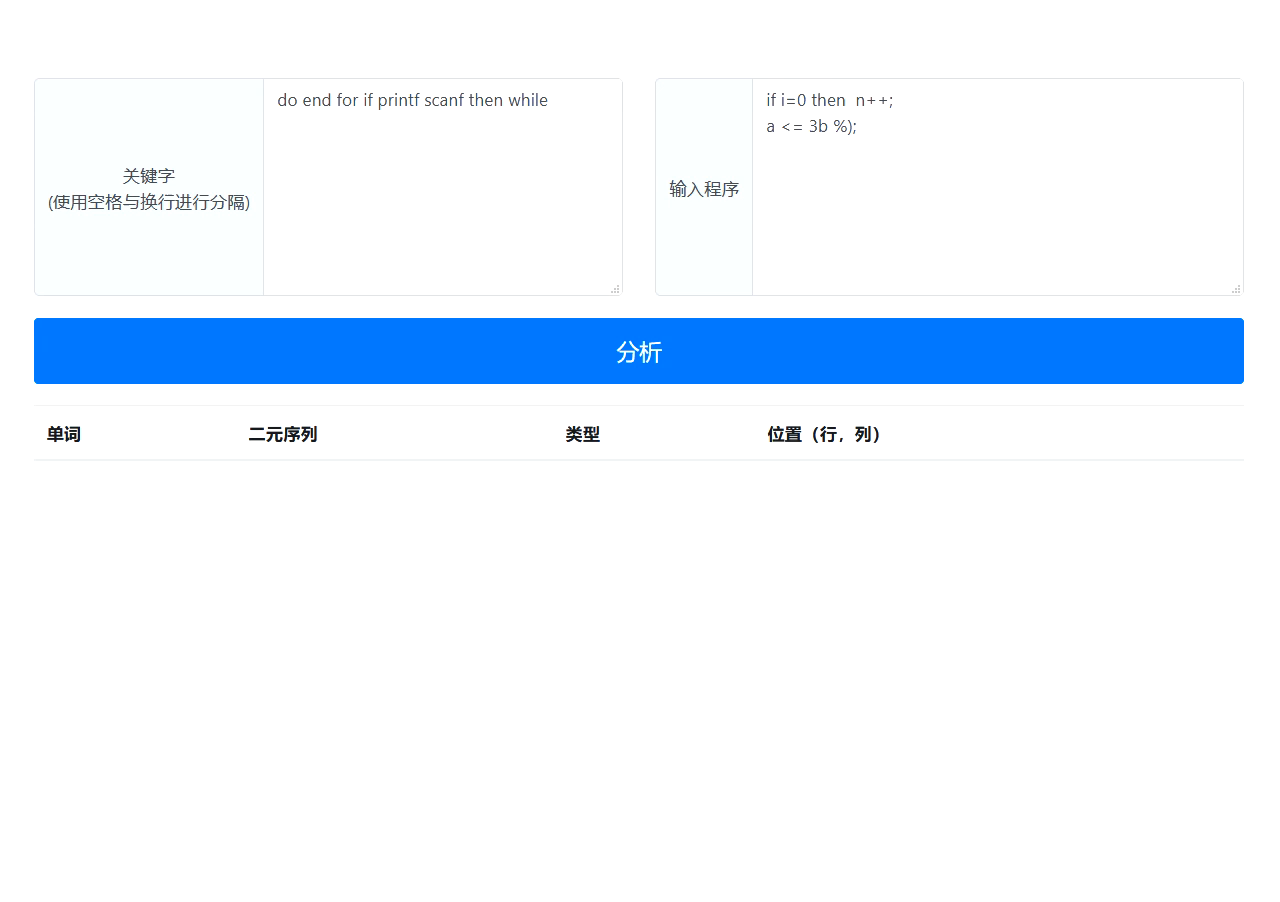 关键字
(使用空格与换行进行分隔)
do end for if printf scanf then while
输入程序
if i=0 then  n++;
a <= 3b %);
分析
单词 二元序列 类型 位置（行，列）